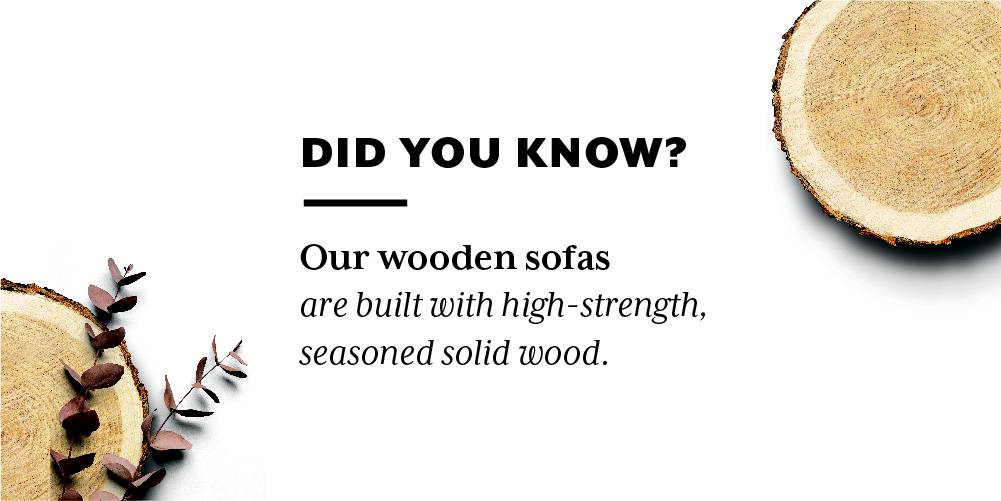 DID YOU KNOW?
Our wooden sofas
are built with high-strength,
seasoned solid wood.